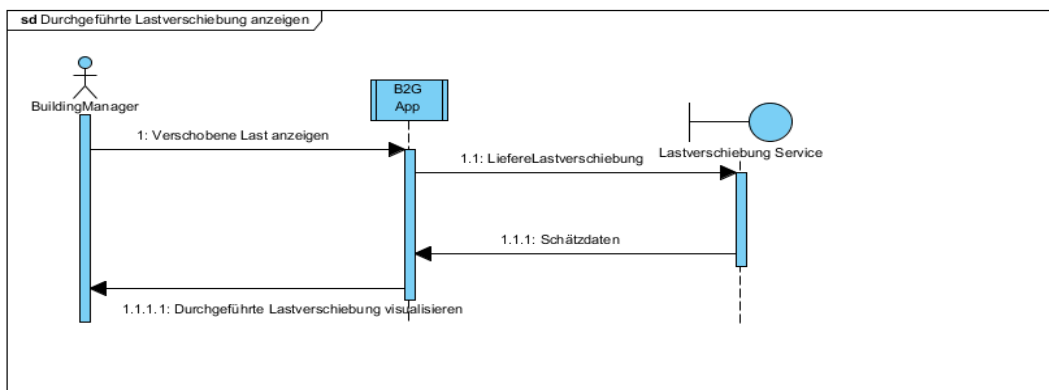 sd Durchgeführte Lastverschiebung anzeigen
BuildingManager
B2G
App
Lastverschiebung Service
1: Verschobene Last anzeigen
1.1: LiefereLastverschiebung
1.1.1: Schätzdaten
1.1.1.1: Durchgeführte Lastverschiebung visualisieren